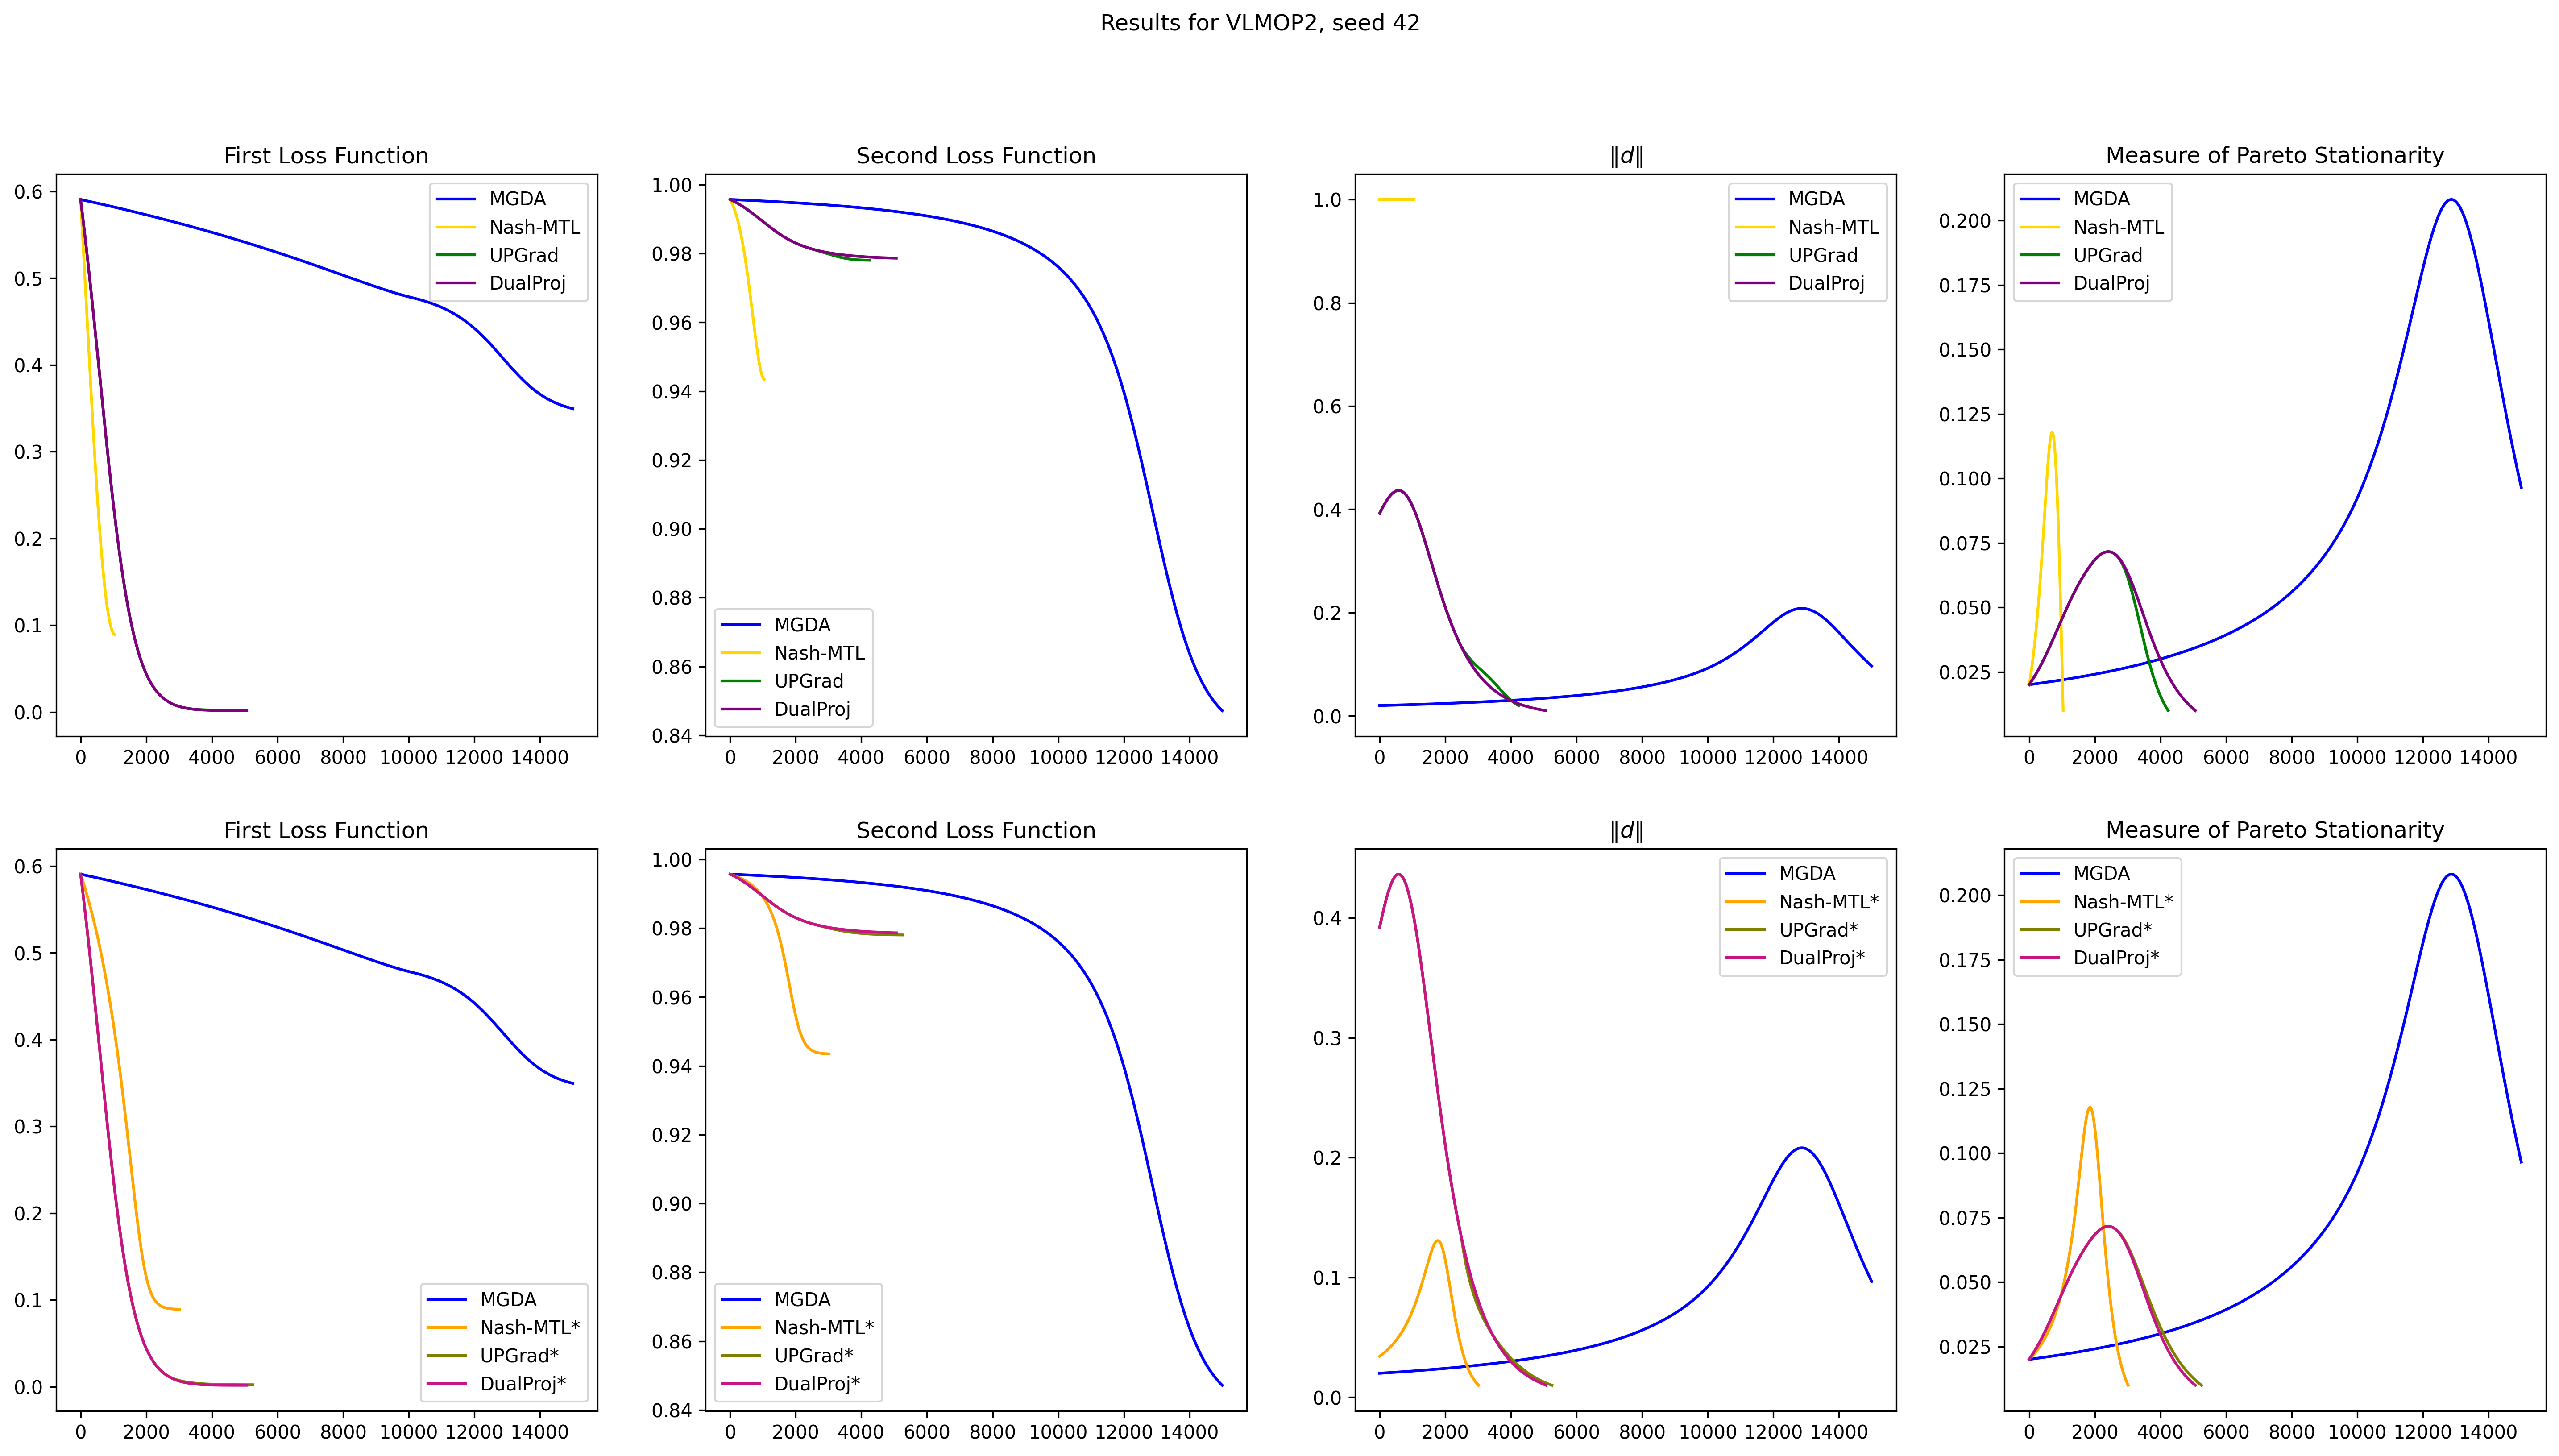 Results for VLMOP2, seed 42
First Loss Function
0.6
0.5
0.4
0.3
0.2
0.1
0.0
0 2000 4000 6000 8000 10000 12000 14000
MGDA
Nash-MTL
UPGrad
DualProj
Second Loss Function
1.00
0.98
0.96
0.94
0.92
0.90
0.88
0.86
0.84
0 2000 4000 6000 8000 10000 12000 14000
MGDA
Nash-MTL
UPGrad
DualProj
‖d‖
1.0
0.8
0.6
0.4
0.2
0.0
0 2000 4000 6000 8000 10000 12000 14000
MGDA
Nash-MTL
UPGrad
DualProj
Measure of Pareto Stationarity
0.200
0.175
0.150
0.125
0.100
0.075
0.050
0.025
0 2000 4000 6000 8000 10000 12000 14000
MGDA
Nash-MTL
UPGrad
DualProj
First Loss Function
0.6
0.5
0.4
0.3
0.2
0.1
0.0
0 2000 4000 6000 8000 10000 12000 14000
MGDA
Nash-MTL*
UPGrad*
DualProj*
Second Loss Function
1.00
0.98
0.96
0.94
0.92
0.90
0.88
0.86
0.84
0 2000 4000 6000 8000 10000 12000 14000
MGDA
Nash-MTL*
UPGrad*
DualProj*
‖d‖
0.4
0.3
0.2
0.1
0.0
0 2000 4000 6000 8000 10000 12000 14000
MGDA
Nash-MTL*
UPGrad*
DualProj*
Measure of Pareto Stationarity
0.200
0.175
0.150
0.125
0.100
0.075
0.050
0.025
0 2000 4000 6000 8000 10000 12000 14000
MGDA
Nash-MTL*
UPGrad*
DualProj*